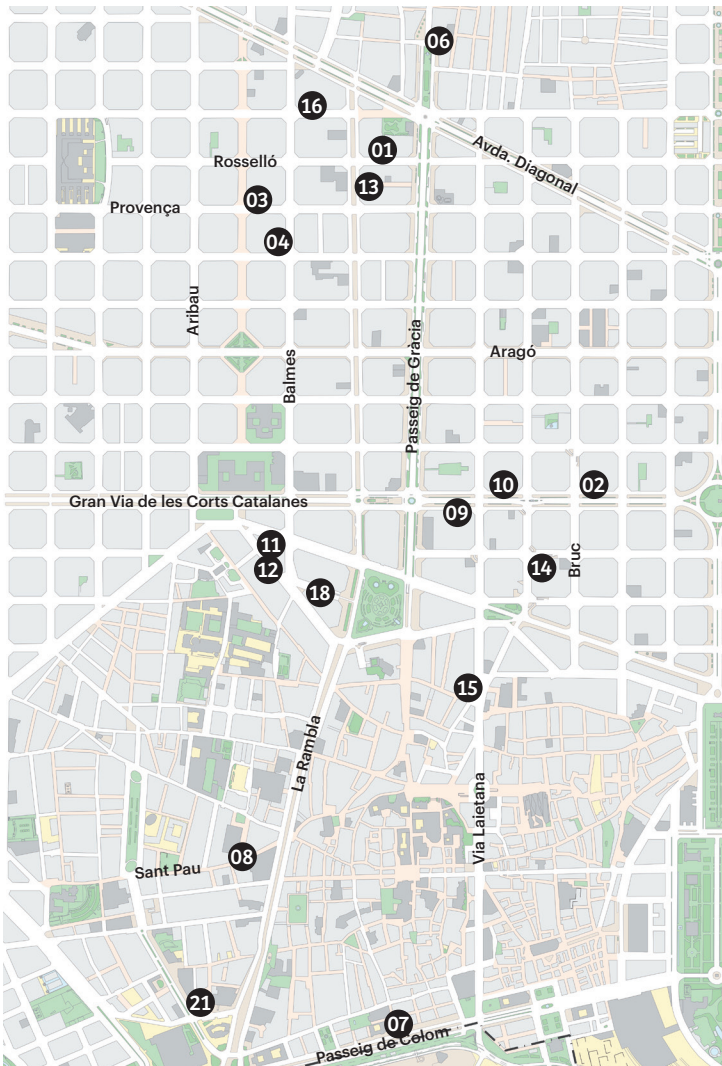 06
16
01
Avda. Diagonal
Rosselló
13
03
Provença
04
Aribau
Aragó
Balmes
Passeig de Gràcia
10
02
Gran Via de les Corts Catalanes
09
11
12
14
Bruc
18
15
La Rambla
Via Laietana
08
Sant Pau
21
07
Passeig de Colom